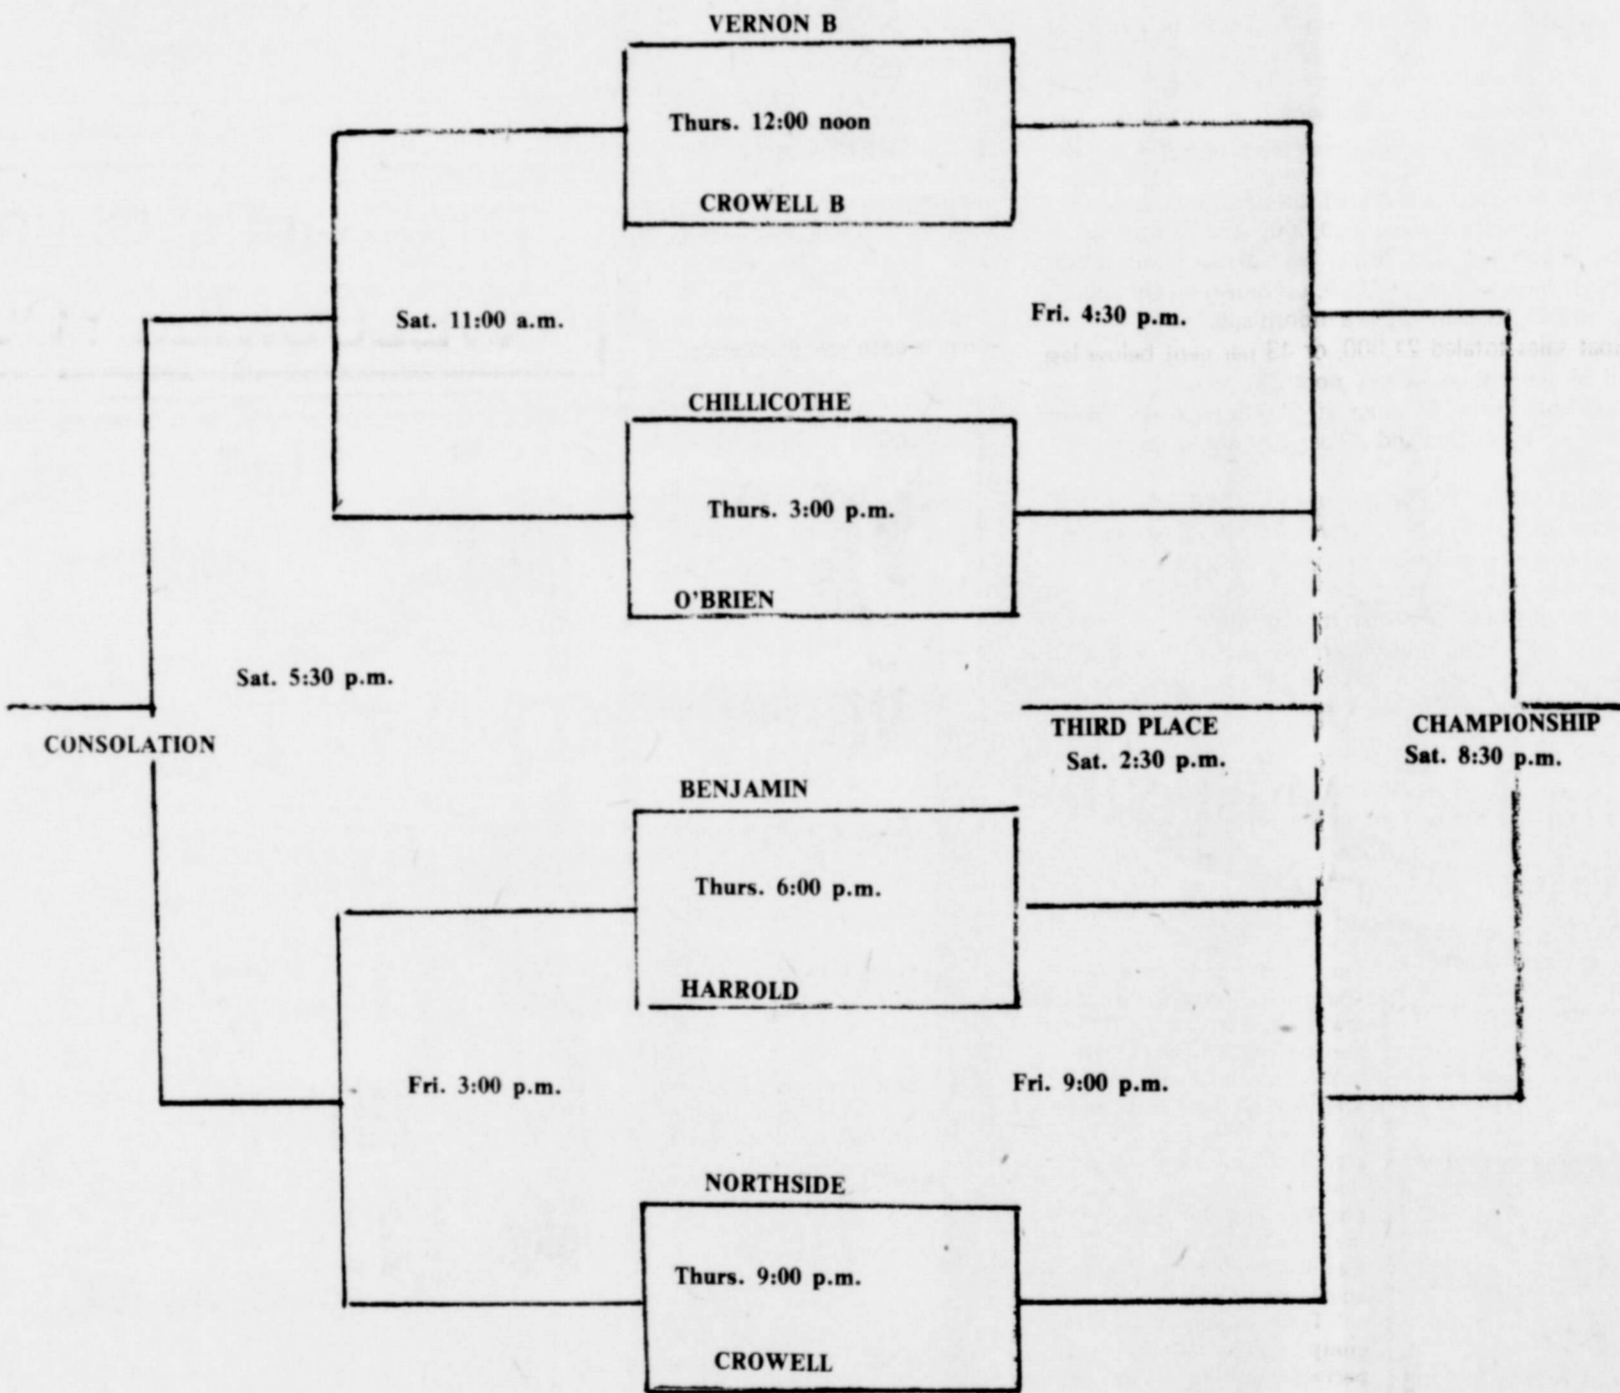 VERNON B
Thurs. 12:00 noon
CROWELL B
Sat. 11:00 a.m.
Fri. 4:30 p.m.
CHILLICOTHE
Thurs. 3:00 p.m.
O'BRIEN
Sat. 5:30 p.m.
CONSOLATION
THIRD PLACE
Sat. 2:30 p.m.
CHAMPIONSHIP
Sat. 8:30 p.m.
BENJAMIN
Thurs. 6:00 p.m.
HARROLD
Fri. 3:00 p.m.
Fri. 9:00 p.m.
NORTHSIDE
Thurs. 9:00 p.m.
CROWELL